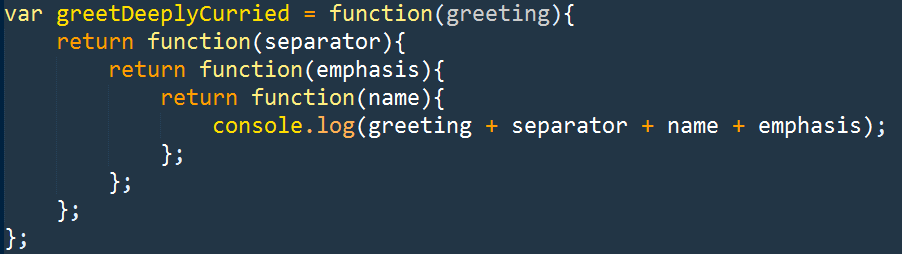 var greetDeeplyCurried = function(greeting){
    return function(separator){
        return function(emphasis){
            return function(name){
                console.log(greeting + separator + name + emphasis);
            };
        };
    };
};